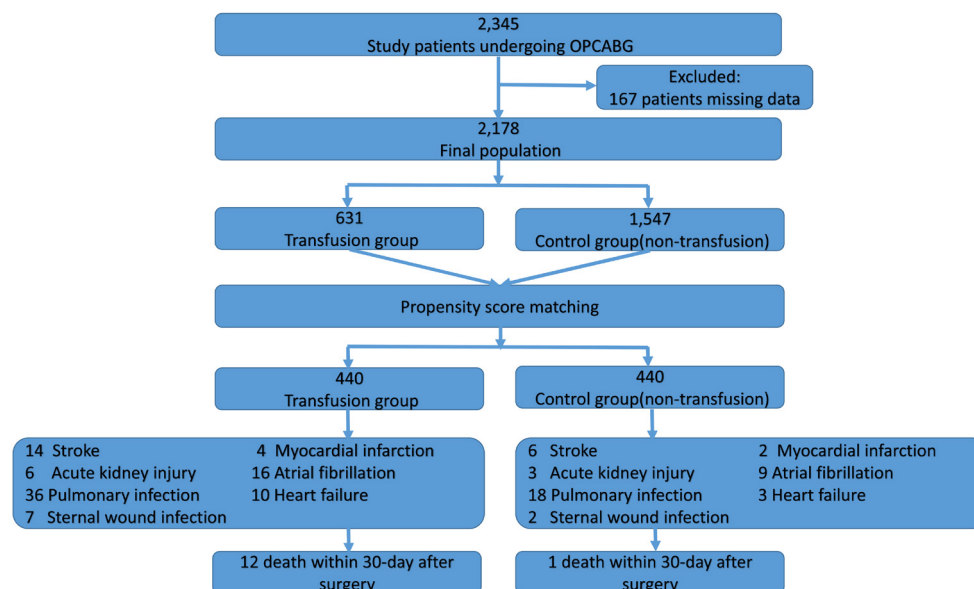 2,345
Study patients undergoing OPCABG
Excluded:
167 patients missing data
2,178
Final population
631
Transfusion group
1,547
Control group(non-transfusion)
Propensity score matching
440
Transfusion group
440
Control group(non-transfusion)
14 Stroke
4 Myocardial infarction
6 Acute kidney injury
16 Atrial fibrillation
36 Pulmonary infection
10 Heart failure
7 Sternal wound infection
6 Stroke
2 Myocardial infarction
3 Acute kidney injury
9 Atrial fibrillation
18 Pulmonary infection
3 Heart failure
2 Sternal wound infection
12 death within 30-day after
surgery
1 death within 30-day after
surgery